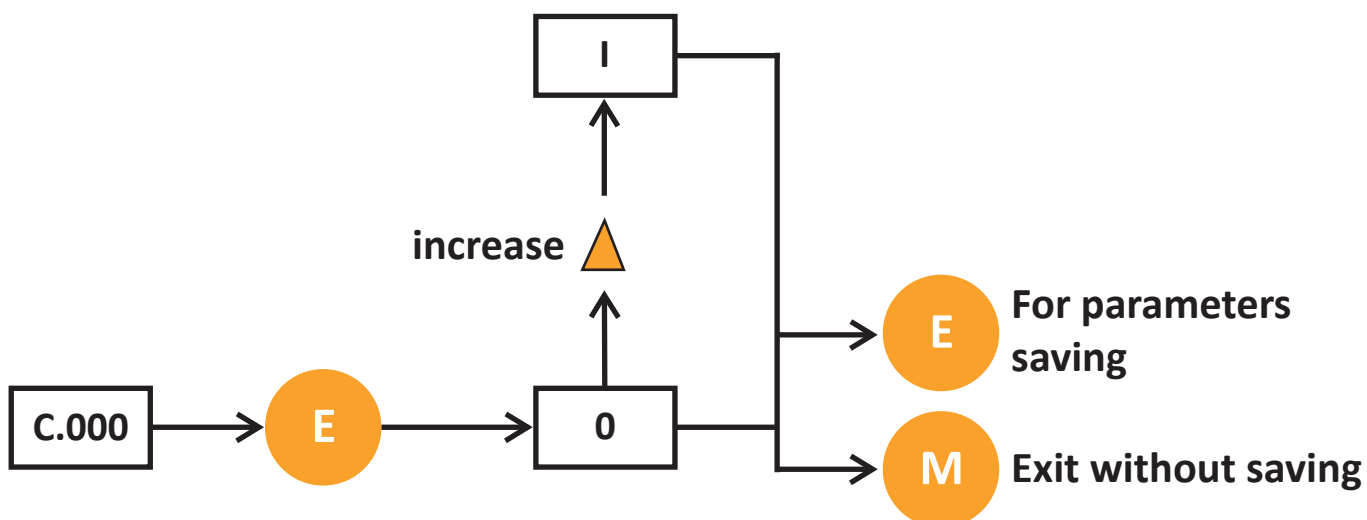 I
increase
E
For parameters
saving
C.000
E
0
M
Exit without saving